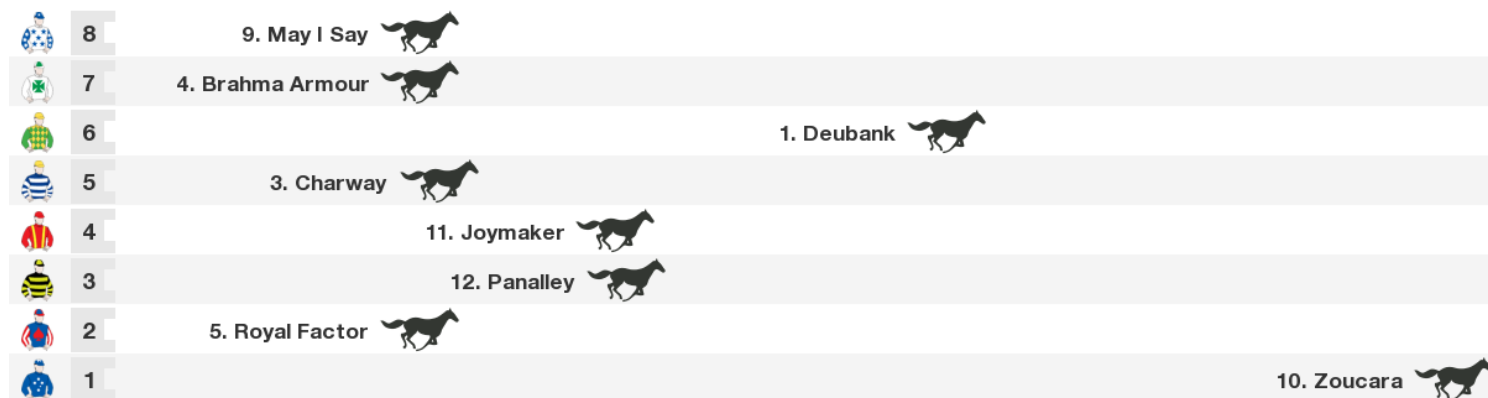 8 9. May I Say
7 4. Brahma Armour
6 1. Deubank
5 3. Charway
4 11. Joymaker
3 12. Panalley
2 5. Royal Factor
1 10. Zoucara